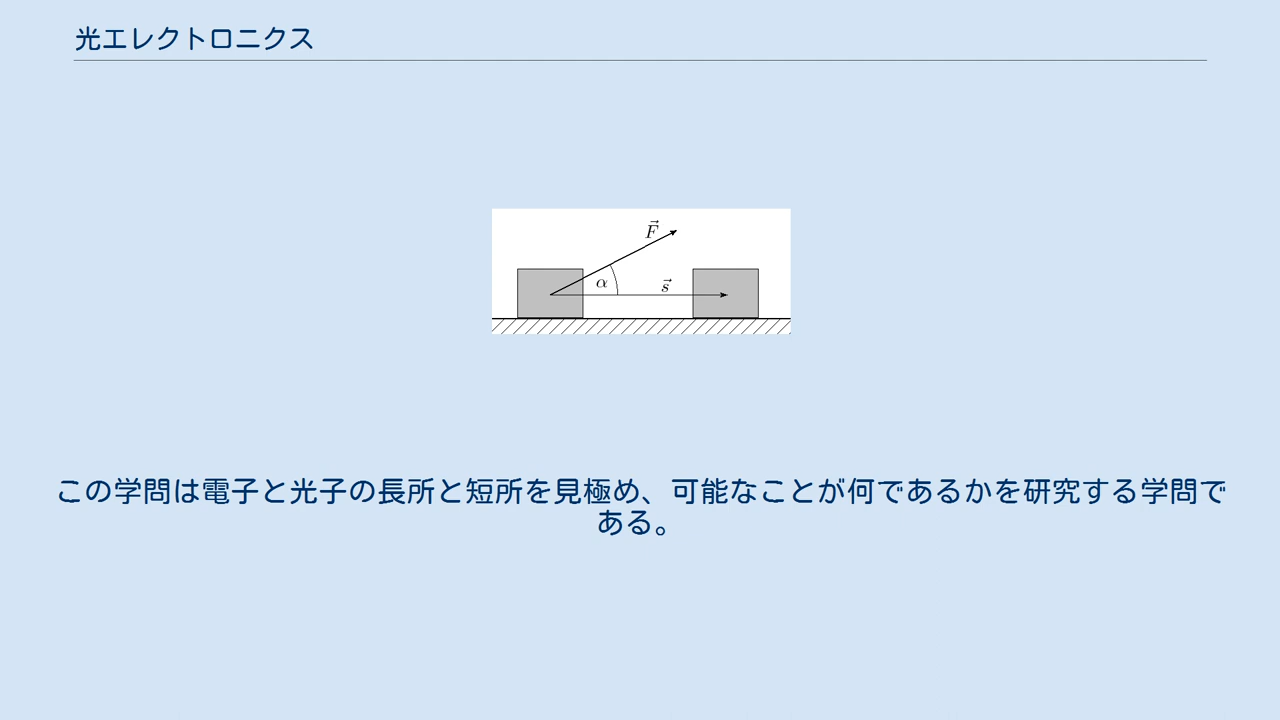 光エレクトロニクス
$\vec{F}$
α
$\vec{s}$
この学問は電子と光子の長所と短所を見極め、可能なことが何であるかを研究する学問で
ある。